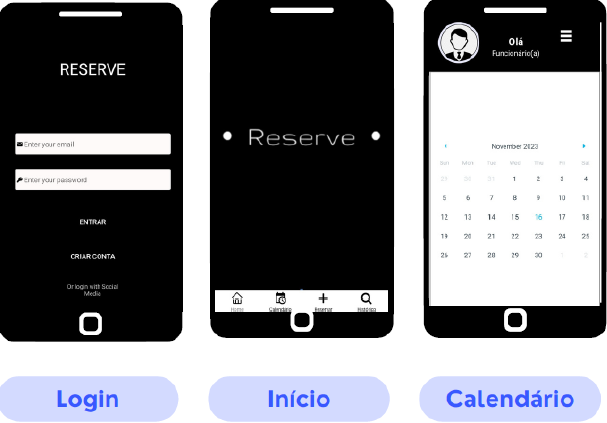 RESERVE
Enter your email
Enter your password
ENTRAR
CRIAR CONTA
Or login with Social
Media
Reserve
Home
Calendário
Reservar
Histórico
Olá
Funcionário(a)
November 2023
Sun Mon Tue Wed Thu Fri Sat
29 30 31 1 2 3 4
5 6 7 8 9 10 11
12 13 14 15 16 17 18
19 20 21 22 23 24 25
26 27 28 29 30 1 2
Login
Início
Calendário